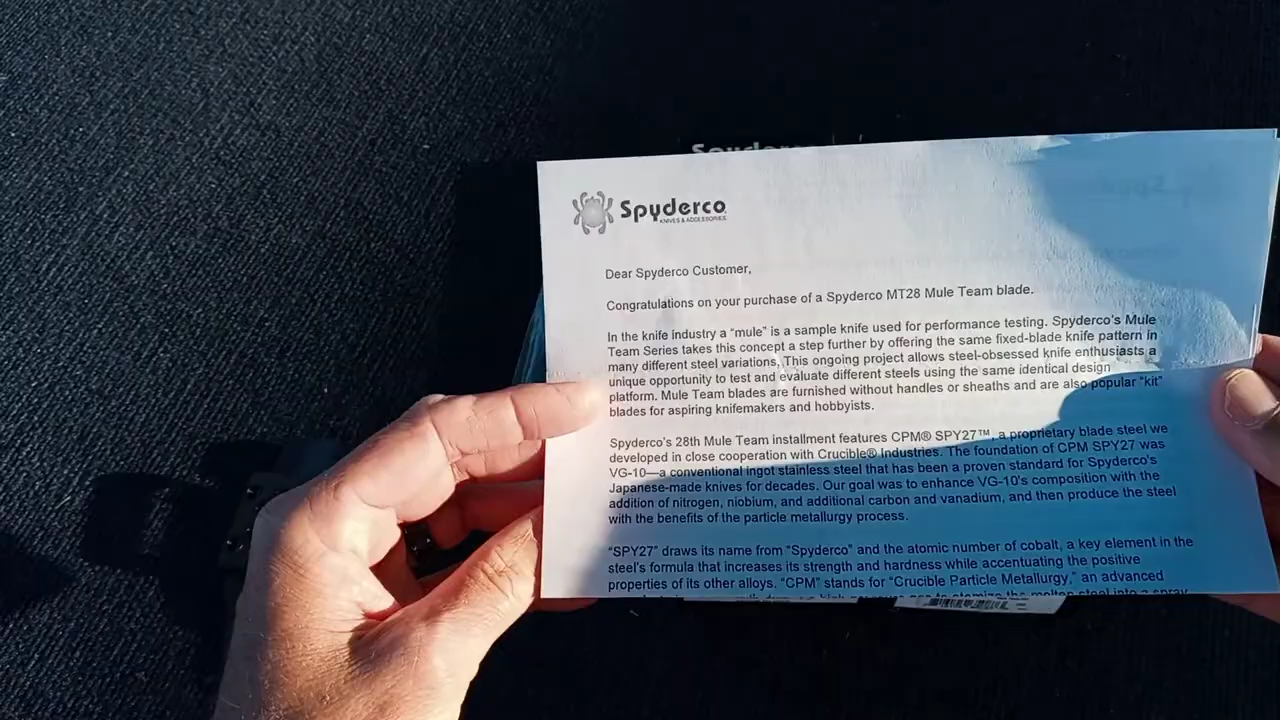 Spyderco
Spyderco
KNIVES & ACCESSORIES
Dear Spyderco Customer,
Congratulations on your purchase of a Spyderco MT28 Mule Team blade.
In the knife industry a “mule” is a sample knife used for performance testing. Spyderco's Mule
Team Series takes this concept a step further by offering the same fixed-blade knife pattern in
many different steel variations. This ongoing project allows steel-obsessed knife enthusiasts a
unique opportunity to test and evaluate different steels using the same identical design
platform. Mule Team blades are furnished without handles or sheaths and are also popular “kit”
blades for aspiring knifemakers and hobbyists.
Spyderco's 28th Mule Team installment features CPM® SPY27™, a proprietary blade steel we
developed in close cooperation with Crucible® Industries. The foundation of CPM SPY27 was
VG-10—a conventional ingot stainless steel that has been a proven standard for Spyderco's
Japanese-made knives for decades. Our goal was to enhance VG-10's composition with the
addition of nitrogen, niobium, and additional carbon and vanadium, and then produce the steel
with the benefits of the particle metallurgy process.
“SPY27” draws its name from “Spyderco” and the atomic number of cobalt, a key element in the
steel's formula that increases its strength and hardness while accentuating the positive
properties of its other alloys. “CPM” stands for “Crucible Particle Metallurgy,” an advanced
to atomize the molten steel into a spray